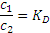 c₁/c₂ = K_D